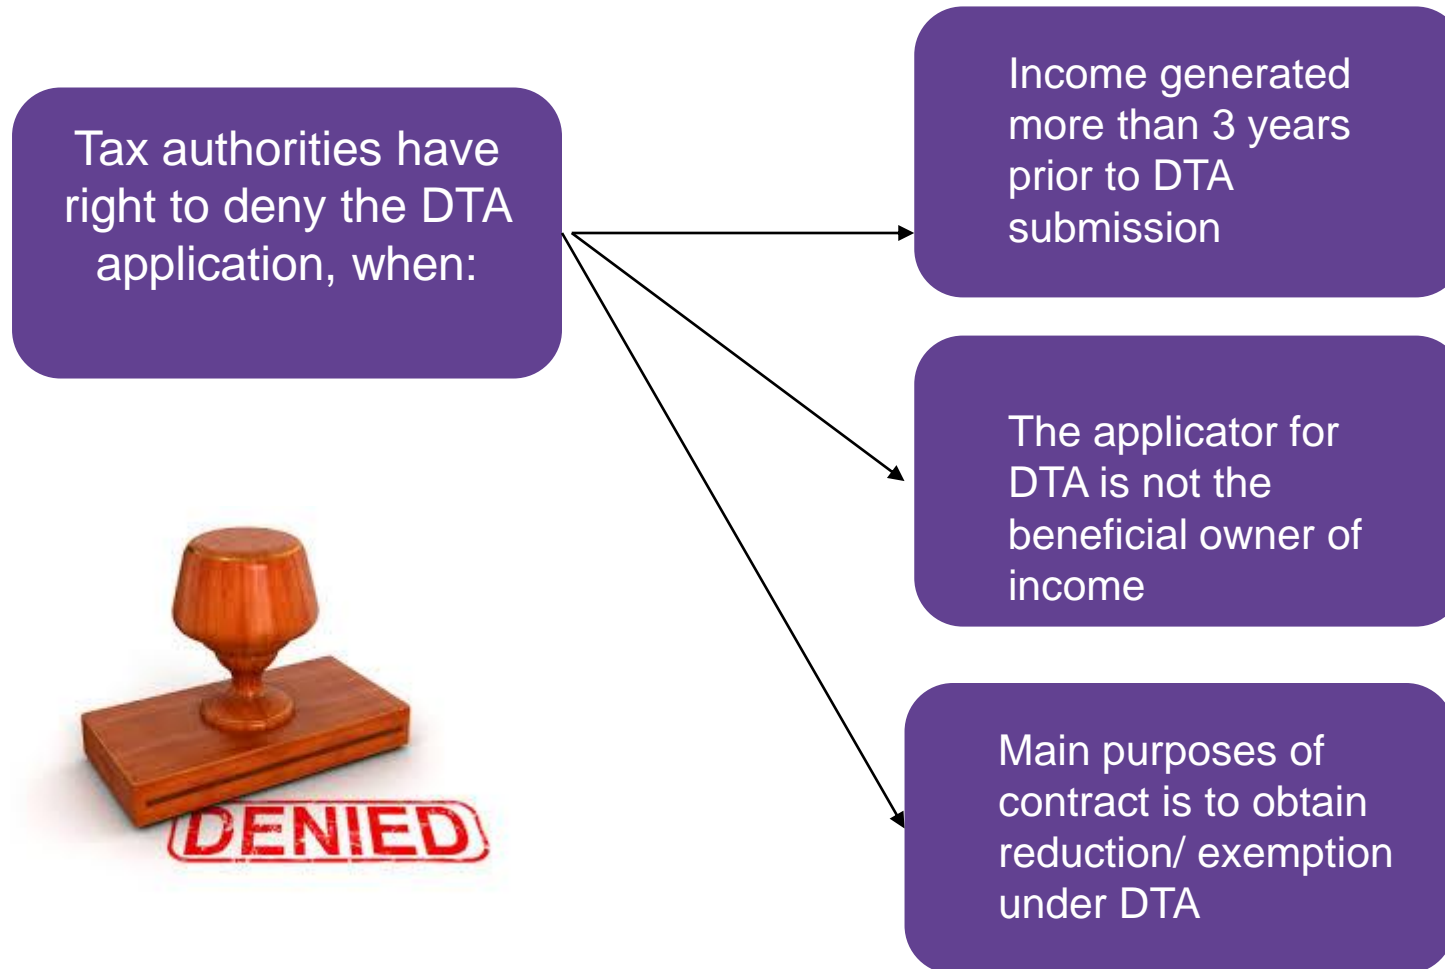 Tax authorities have
right to deny the DTA
application, when:
Income generated
more than 3 years
prior to DTA
submission
The applicator for
DTA is not the
beneficial owner of
income
Main purposes of
contract is to obtain
reduction/ exemption
under DTA
DENIED